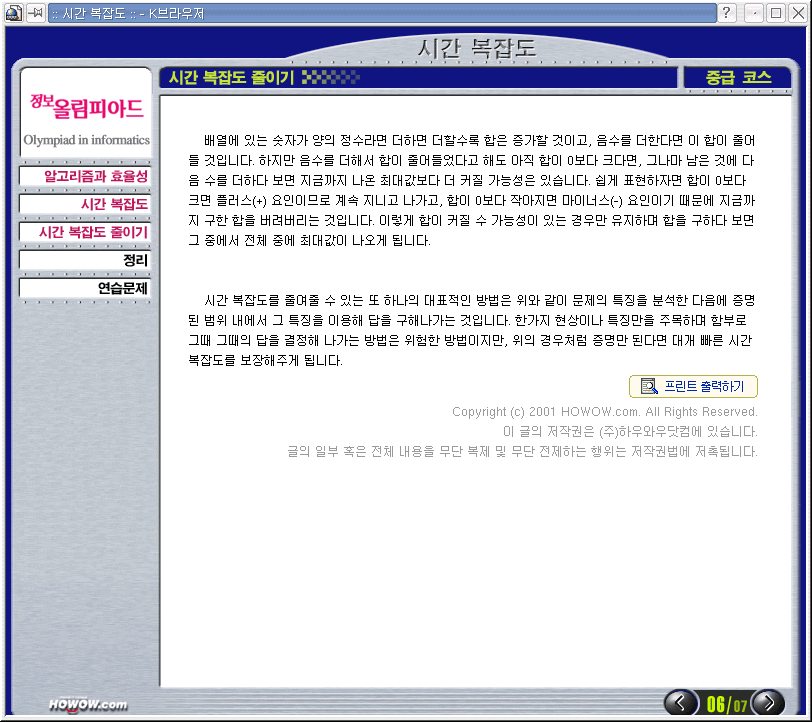 :: 시간 복잡도 :: - K브라우저
시간 복잡도
시간 복잡도 줄이기
중급 코스
정보올림피아드
Olympiad in informatics
알고리즘과 효율성
시간 복잡도
시간 복잡도 줄이기
정리
연습문제
배열에 있는 숫자가 양의 정수라면 더하면 더할수록 합은 증가할 것이고, 음수를 더한다면 이 합이 줄어
들 것입니다. 하지만 음수를 더해서 합이 줄어들었다고 해도 아직 합이 0보다 크다면, 그나마 남은 것에 다
음 수를 더하다 보면 지금까지 나온 최대값보다 더 커질 가능성은 있습니다. 쉽게 표현하자면 합이 0보다
크면 플러스(+) 요인이므로 계속 지니고 나가고, 합이 0보다 작아지면 마이너스(-) 요인이기 때문에 지금까
지 구한 합을 버려버리는 것입니다. 이렇게 합이 커질 수 가능성이 있는 경우만 유지하며 합을 구하다 보면
그 중에서 전체 중에 최대값이 나오게 됩니다.
시간 복잡도를 줄여줄 수 있는 또 하나의 대표적인 방법은 위와 같이 문제의 특징을 분석한 다음에 증명
된 범위 내에서 그 특징을 이용해 답을 구해나가는 것입니다. 한가지 현상이나 특징만을 주목하며 함부로
그때 그때의 답을 결정해 나가는 방법은 위험한 방법이지만, 위의 경우처럼 증명만 된다면 대개 빠른 시간
복잡도를 보장해주게 됩니다.
프린트 출력하기
Copyright (c) 2001 HOWOW.com. All Rights Reserved.
이 글의 저작권은 (주)하우와우닷컴에 있습니다.
글의 일부 혹은 전체 내용을 무단 복제 및 무단 전제하는 행위는 저작권법에 저촉됩니다.
HOWOW.com
06/07